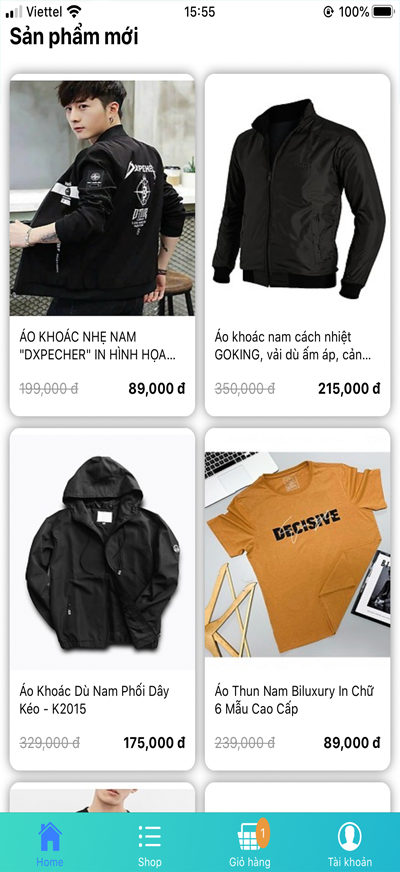 Viettel 15:55 100%
Sản phẩm mới
DXPECHER
ÁO KHOÁC NHẸ NAM
"DXPECHER" IN HÌNH HỌA...
199,000 đ 89,000 đ
Áo khoác nam cách nhiệt
GOKING, vải dù ấm áp, cản...
350,000 đ 215,000 đ
Áo Khoác Dù Nam Phối Dây
Kéo - K2015
329,000 đ 175,000 đ
DECISIVE
Áo Thun Nam Biluxury In Chữ
6 Mẫu Cao Cấp
239,000 đ 89,000 đ
1
Home Shop Giỏ hàng Tài khoản